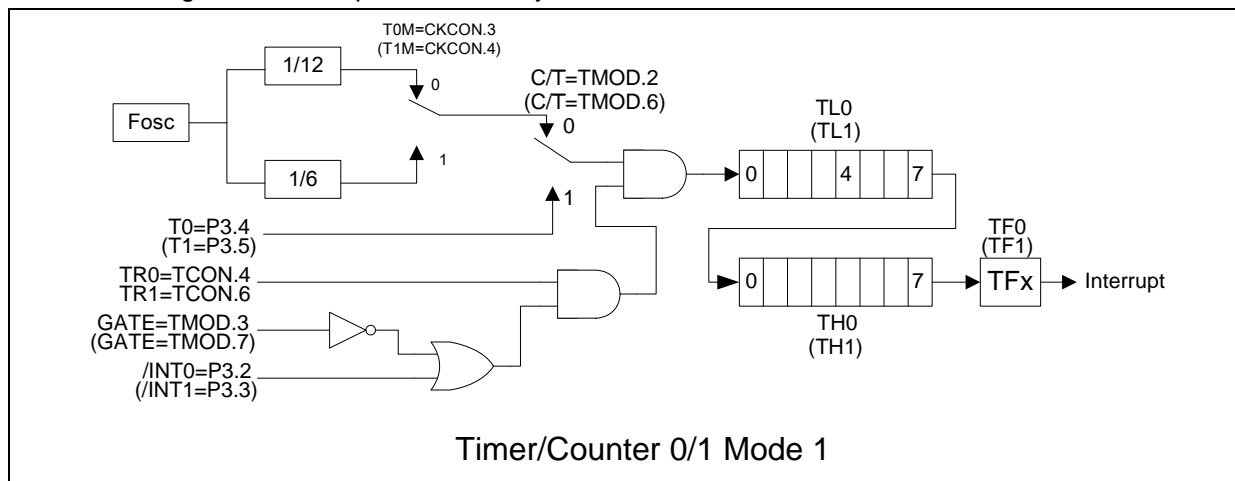 T0M=CKCON.3
(T1M=CKCON.4)
1/12
0
C/T=TMOD.2
(C/T=TMOD.6)
Fosc
0
TL0
(TL1)
1/6
1
0 4 7
1
T0=P3.4
(T1=P3.5)
TF0
(TF1)
TR0=TCON.4
TR1=TCON.6
0 7
TFx
Interrupt
GATE=TMOD.3
(GATE=TMOD.7)
TH0
(TH1)
/INT0=P3.2
(/INT1=P3.3)
Timer/Counter 0/1 Mode 1